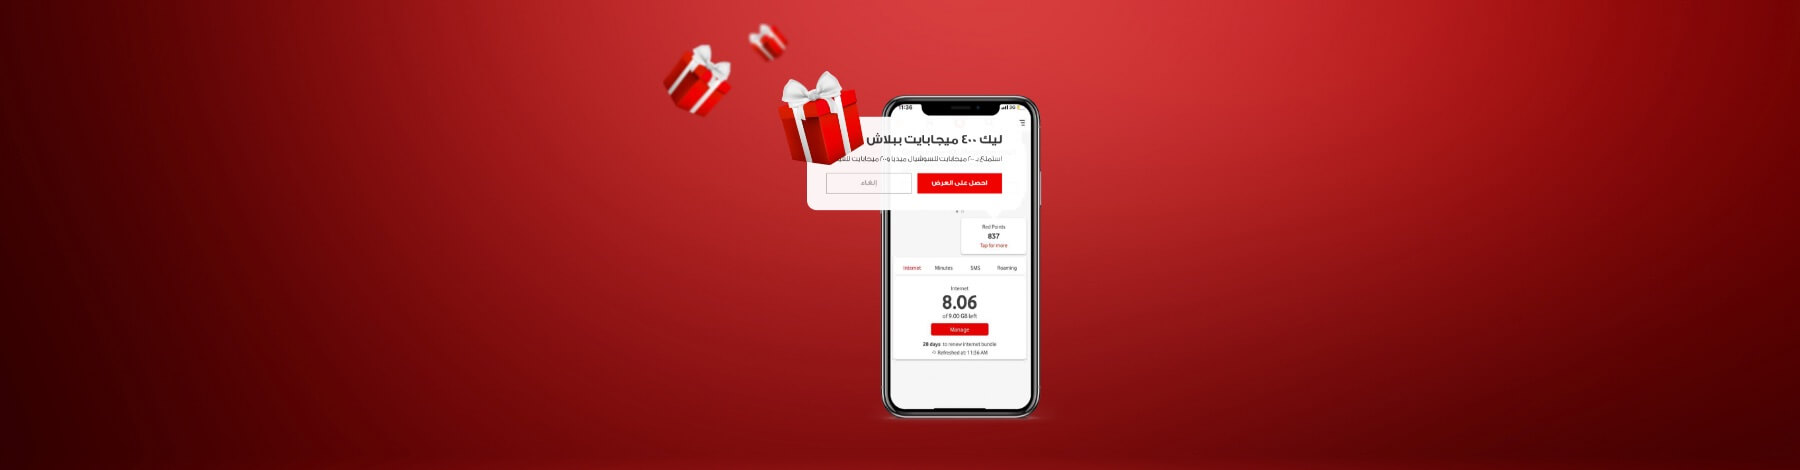 11:36
3G
ليك ٤٠٠ ميجابايت ببلاش
استمتع بـ ٢٠٠ ميجابايت للسوشيال ميديا و٢٠٠ ميجابايت
احصل على العرض
إلغاء
Red Points
837
Tap for more
Internet Minutes SMS Roaming
Internet
8.06
of 9.00 GB left
Manage
28 days to renew internet bundle
Refreshed at: 11:36 AM